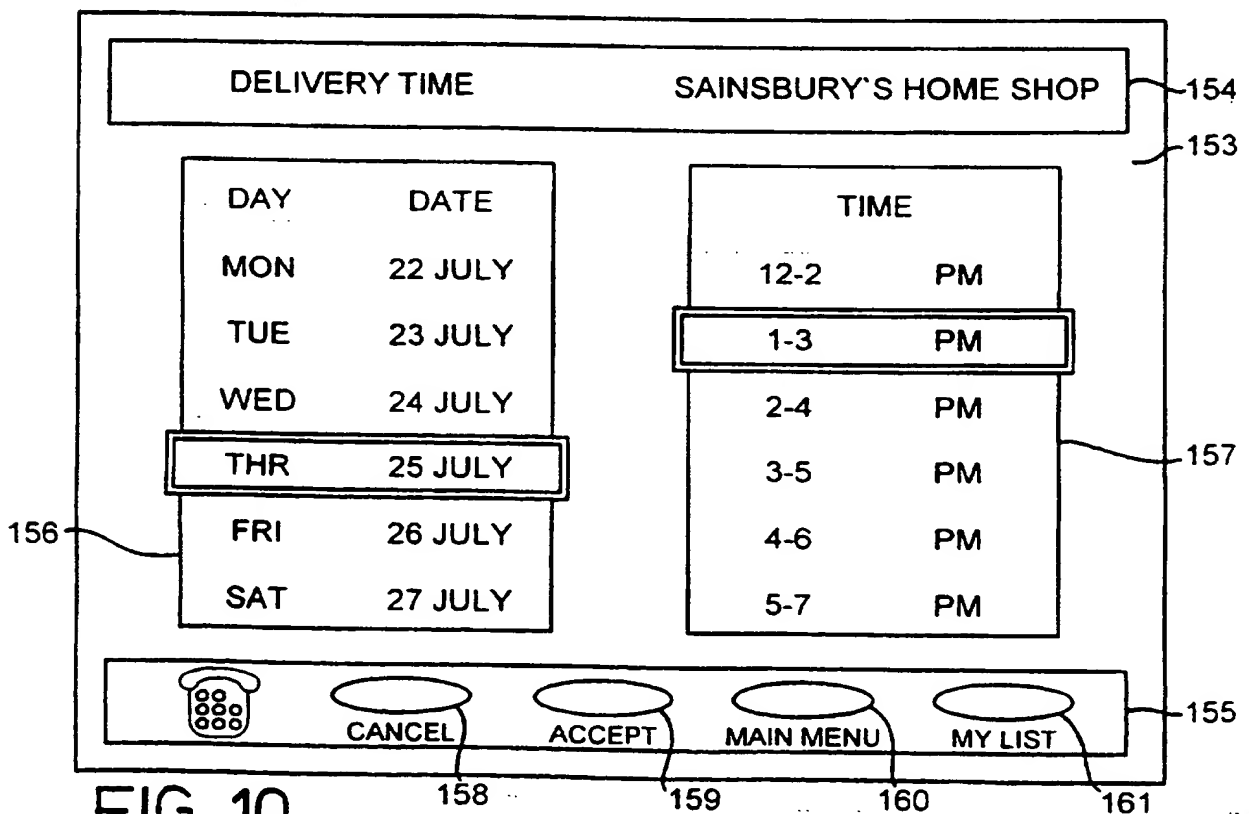 DELIVERY TIME SAINSBURY`S HOME SHOP
154
153
DAY DATE
MON 22 JULY
TUE 23 JULY
WED 24 JULY
THR 25 JULY
FRI 26 JULY
SAT 27 JULY
156
TIME
12-2 PM
1-3 PM
2-4 PM
3-5 PM
4-6 PM
5-7 PM
157
CANCEL ACCEPT MAIN MENU MY LIST
155
158 159 160 161
FIG. 10